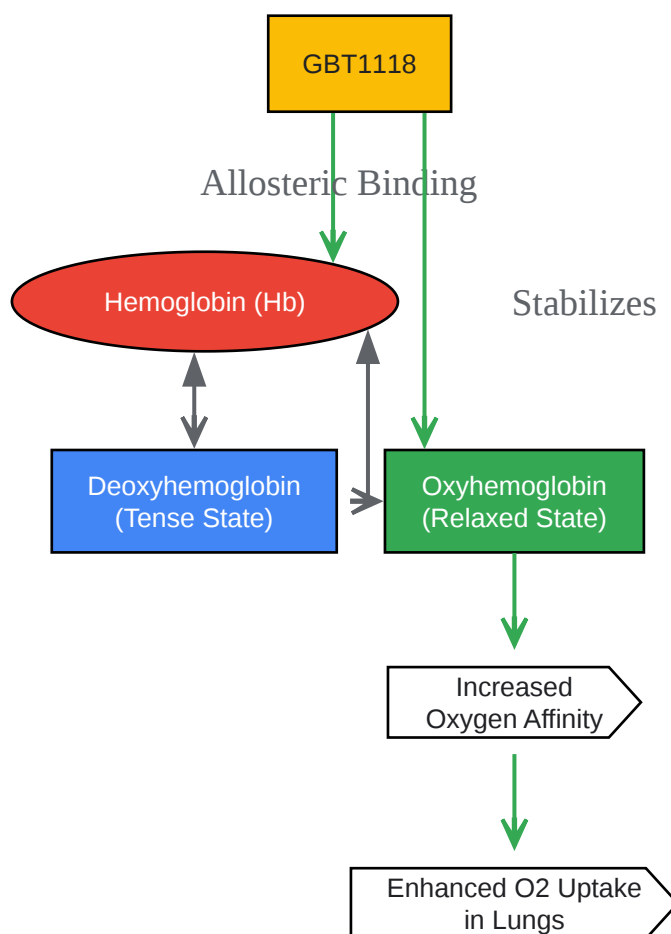 GBT1118
Allosteric Binding
Hemoglobin (Hb)
Stabilizes
Deoxyhemoglobin
(Tense State)
Oxyhemoglobin
(Relaxed State)
Increased
Oxygen Affinity
Enhanced O2 Uptake
in Lungs